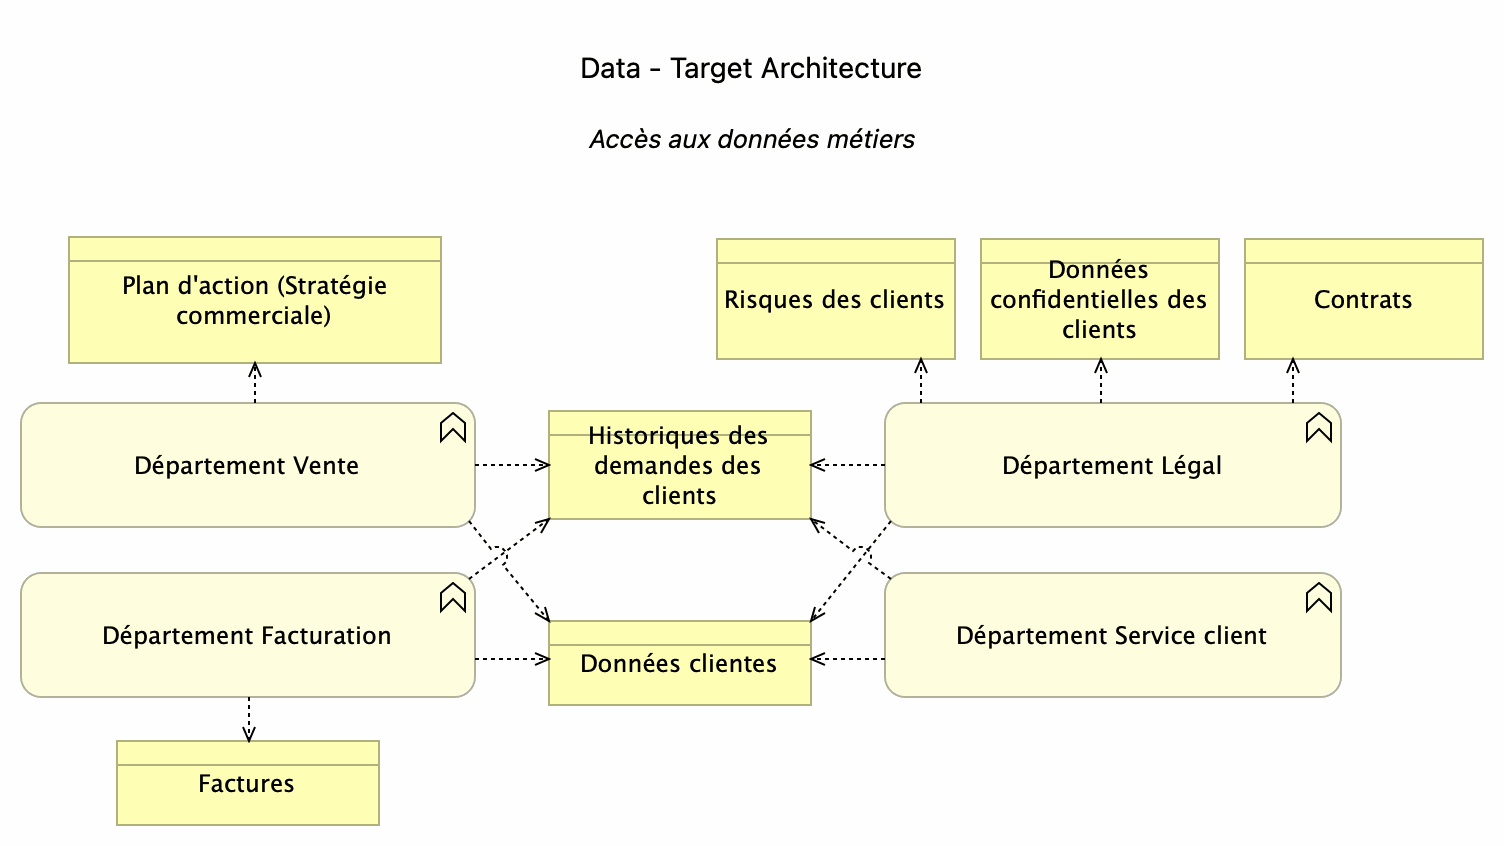 Data - Target Architecture
Accès aux données métiers
Plan d'action (Stratégie
commerciale)
Risques des clients
Données
confidentielles des
clients
Contrats
Département Vente
Historiques des
demandes des
clients
Département Légal
Département Facturation
Données clientes
Département Service client
Factures